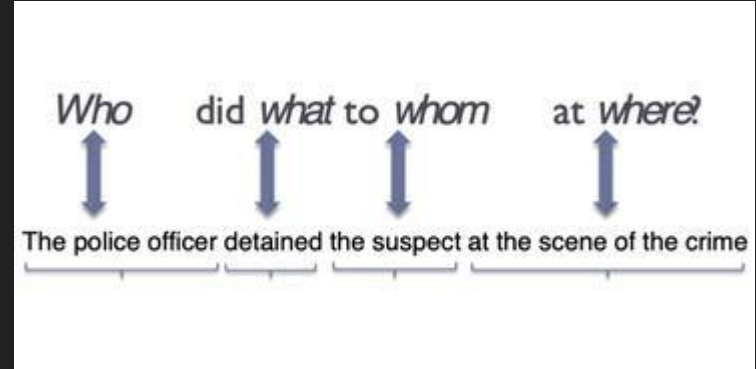 Who did what to whom at where?
The police officer detained the suspect at the scene of the crime